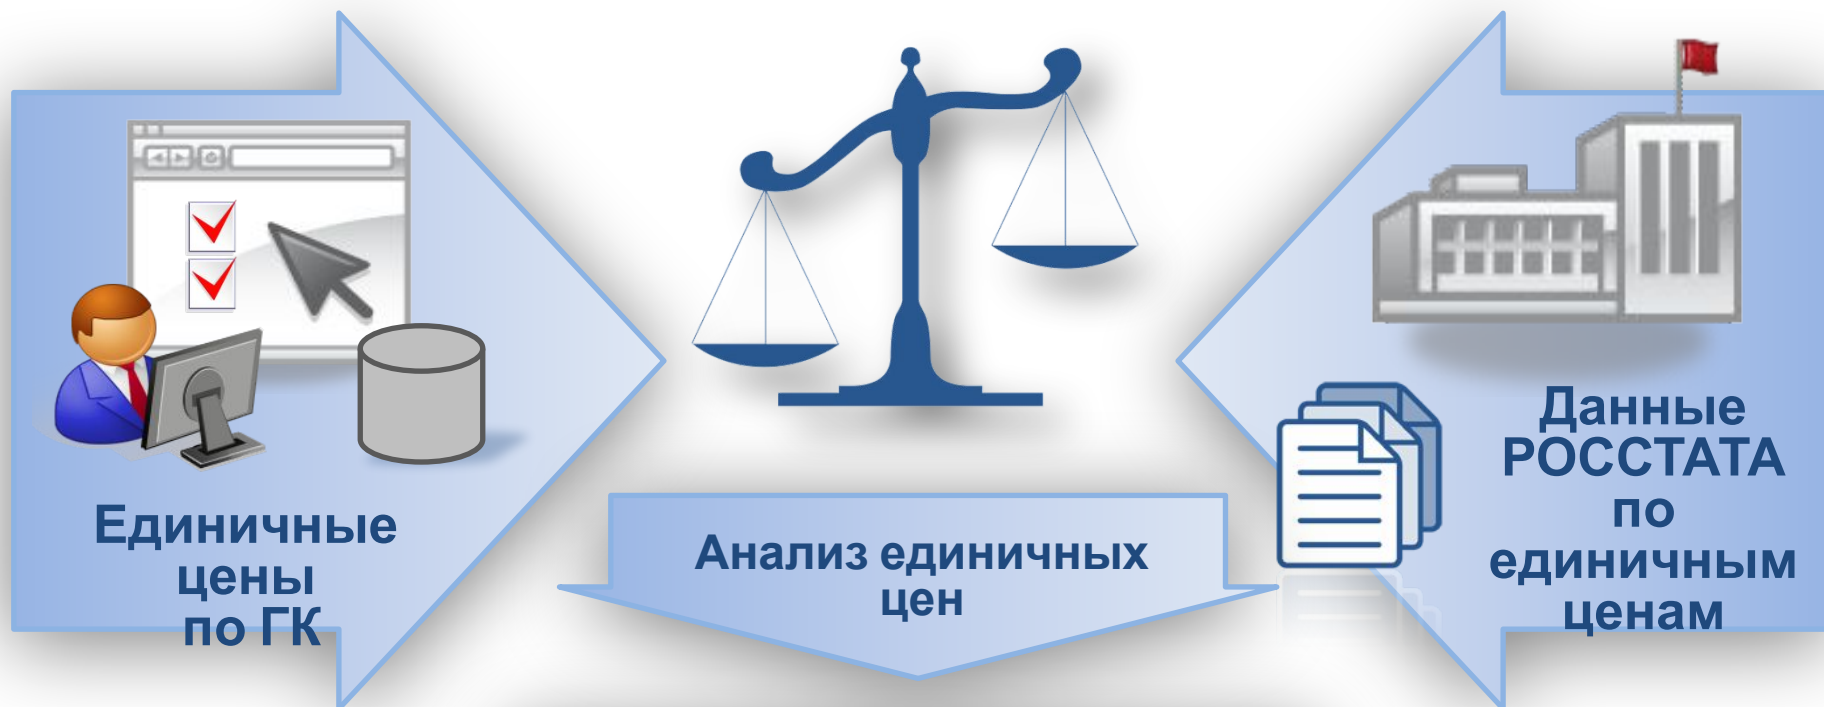 Единичные
цены
по ГК
Анализ единичных
цен
Данные
РОССТАТА
по
единичным
ценам